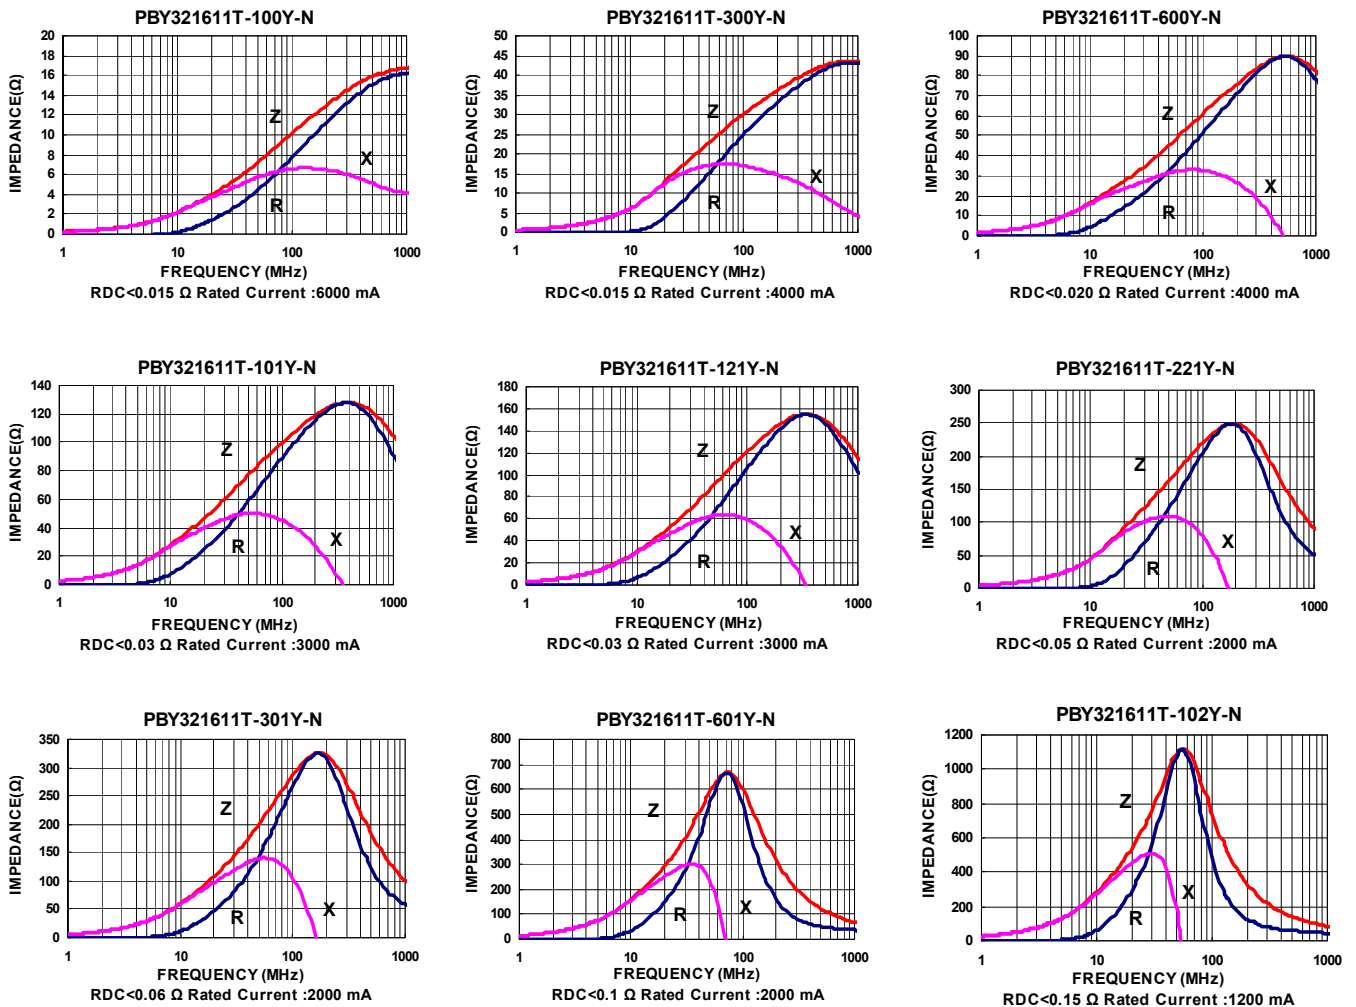 PBY321611T-100Y-N
IMPEDANCE(Ω)
20
18
16
14
12
10
8
6
4
2
0
Z
X
R
1
10
100
1000
FREQUENCY (MHz)
RDC<0.015 Ω Rated Current :6000 mA
PBY321611T-300Y-N
IMPEDANCE(Ω)
50
45
40
35
30
25
20
15
10
5
0
Z
X
R
1
10
100
1000
FREQUENCY (MHz)
RDC<0.015 Ω Rated Current :4000 mA
PBY321611T-600Y-N
IMPEDANCE(Ω)
100
90
80
70
60
50
40
30
20
10
0
Z
X
R
1
10
100
1000
FREQUENCY (MHz)
RDC<0.020 Ω Rated Current :4000 mA
PBY321611T-101Y-N
IMPEDANCE(Ω)
140
120
100
80
60
40
20
0
Z
X
R
1
10
100
1000
FREQUENCY (MHz)
RDC<0.03 Ω Rated Current :3000 mA
PBY321611T-121Y-N
IMPEDANCE(Ω)
180
160
140
120
100
80
60
40
20
0
Z
X
R
1
10
100
1000
FREQUENCY (MHz)
RDC<0.03 Ω Rated Current :3000 mA
PBY321611T-221Y-N
IMPEDANCE(Ω)
300
250
200
150
100
50
0
Z
X
R
1
10
100
1000
FREQUENCY (MHz)
RDC<0.05 Ω Rated Current :2000 mA
PBY321611T-301Y-N
IMPEDANCE(Ω)
350
300
250
200
150
100
50
0
Z
X
R
1
10
100
1000
FREQUENCY (MHz)
RDC<0.06 Ω Rated Current :2000 mA
PBY321611T-601Y-N
IMPEDANCE(Ω)
800
700
600
500
400
300
200
100
0
Z
X
R
1
10
100
1000
FREQUENCY (MHz)
RDC<0.1 Ω Rated Current :2000 mA
PBY321611T-102Y-N
IMPEDANCE(Ω)
1200
1000
800
600
400
200
0
Z
X
R
1
10
100
1000
FREQUENCY (MHz)
RDC<0.15 Ω Rated Current :1200 mA